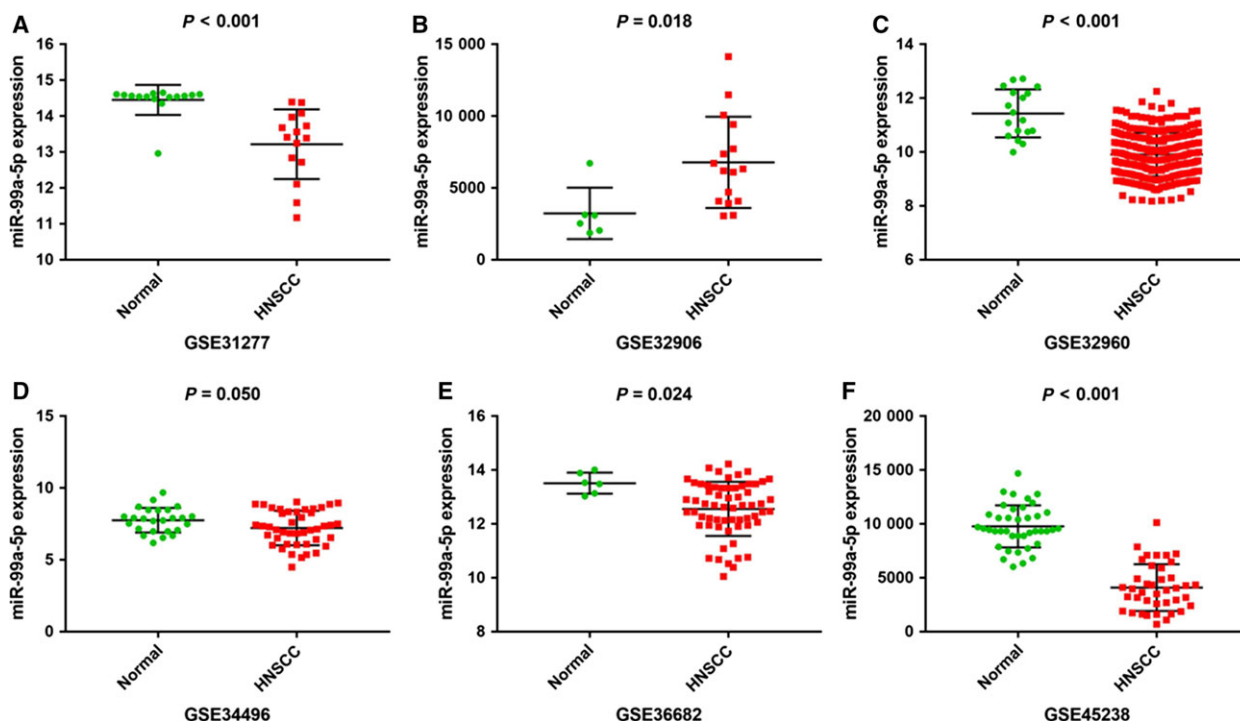 A
P < 0.001
miR-99a-5p expression
16
15
14
13
12
11
10
Normal
HNSCC
GSE31277
B
P = 0.018
miR-99a-5p expression
15 000
10 000
5000
0
Normal
HNSCC
GSE32906
C
P < 0.001
miR-99a-5p expression
14
12
10
8
6
Normal
HNSCC
GSE32960
D
P = 0.050
miR-99a-5p expression
15
10
5
0
Normal
HNSCC
GSE34496
E
P = 0.024
miR-99a-5p expression
16
14
12
10
8
Normal
HNSCC
GSE36682
F
P < 0.001
miR-99a-5p expression
20 000
15 000
10 000
5000
0
Normal
HNSCC
GSE45238